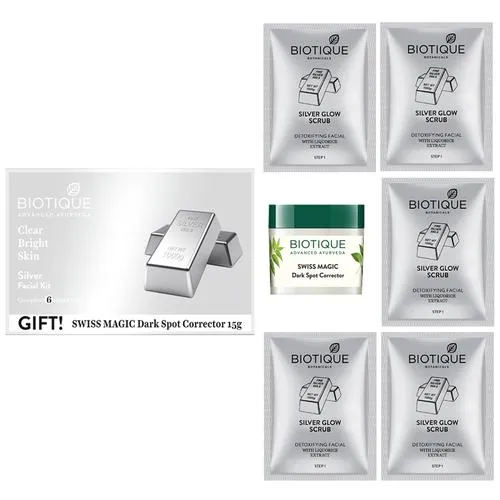 BIOTIQUE
ADVANCED AYURVEDA
Clear
Bright
Skin
Silver
Facial Kit
6
SILVER
NET WT
1000g
GIFT! SWISS MAGIC Dark Spot Corrector 15g
BIOTIQUE
ADVANCED AYURVEDA
SWISS MAGIC
Dark Spot Corrector
BIOTIQUE
BOTANICALS
SILVER GLOW
SCRUB
DETOXIFYING FACIAL
WITH LIQUORICE
EXTRACT
STEP 1
BIOTIQUE
BOTANICALS
SILVER GLOW
SCRUB
DETOXIFYING FACIAL
WITH LIQUORICE
EXTRACT
STEP 1
BIOTIQUE
BOTANICALS
SILVER GLOW
SCRUB
DETOXIFYING FACIAL
WITH LIQUORICE
EXTRACT
STEP 1
BIOTIQUE
BOTANICALS
SILVER GLOW
SCRUB
DETOXIFYING FACIAL
WITH LIQUORICE
EXTRACT
STEP 1
BIOTIQUE
BOTANICALS
SILVER GLOW
SCRUB
DETOXIFYING FACIAL
WITH LIQUORICE
EXTRACT
STEP 1